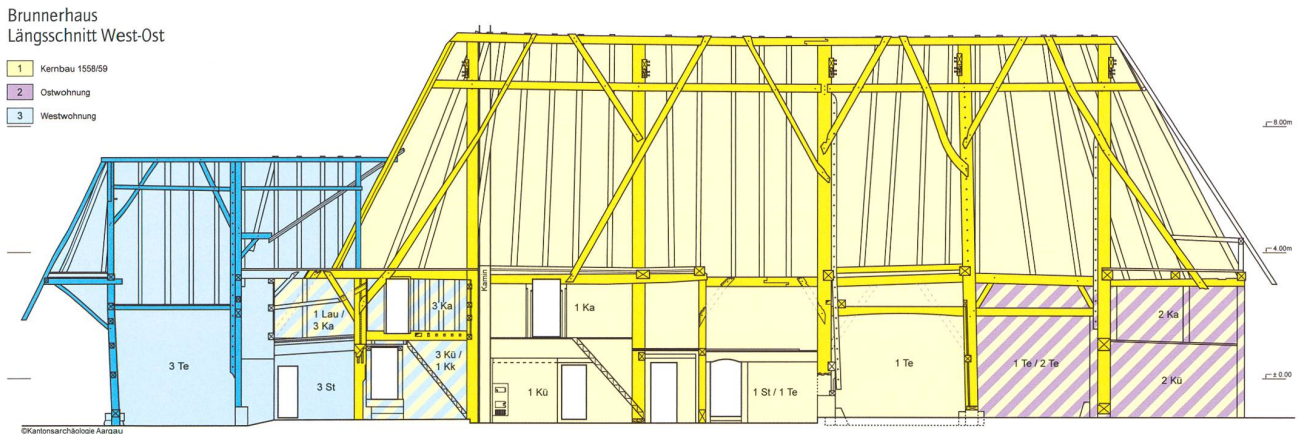 Brunnerhaus
Längsschnitt West-Ost
1 Kernbau 1558/59
2 Ostwohnung
3 Westwohnung
8.00m
4.00m
± 0.00
Kamin
3 Te
1 Lau /
3 Ka
3 St
3 Ka
3 Kü /
1 Kk
1 Ka
1 Kü
1 St / 1 Te
1 Te
1 Te / 2 Te
2 Ka
2 Kü
©Kantonsarchäologie Aargau